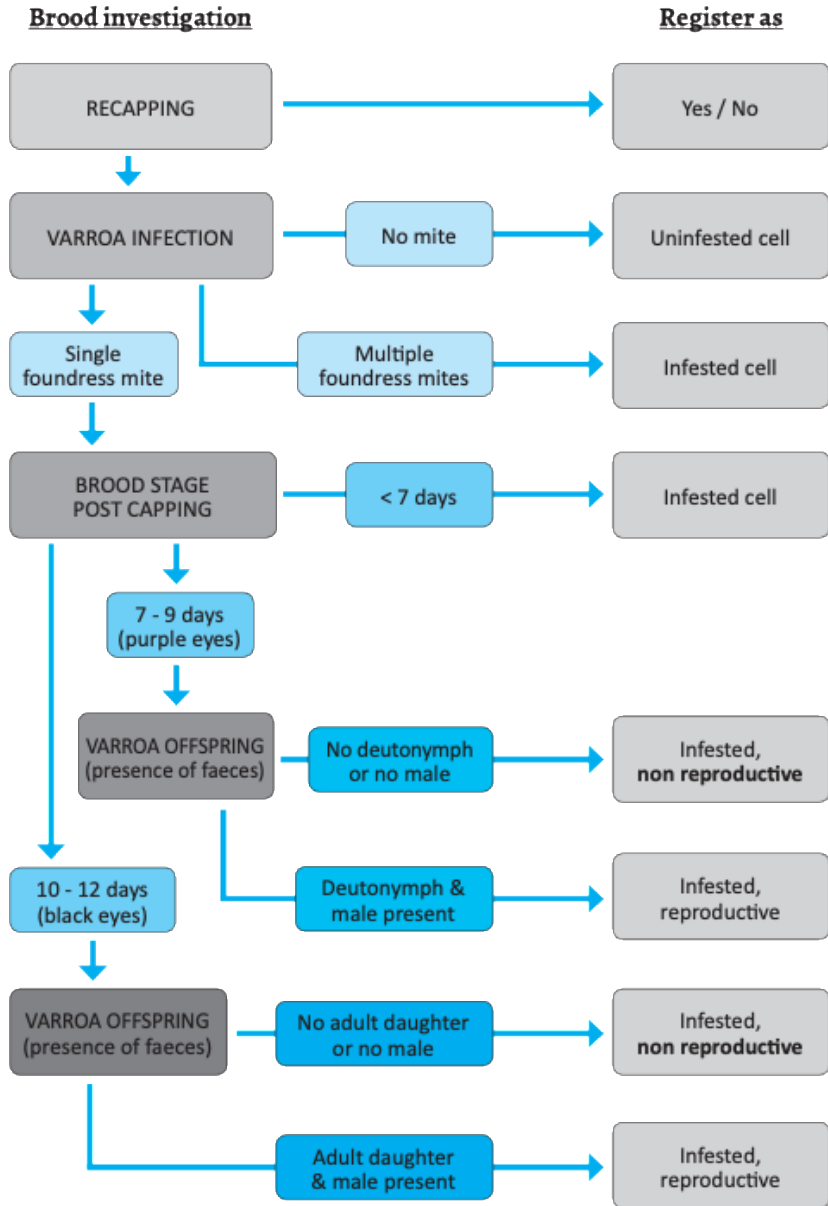 Brood investigation
Register as
RECAPPING
Yes / No
VARROA INFECTION
No mite
Uninfested cell
Single
foundress mite
Multiple
foundress mites
Infested cell
BROOD STAGE
POST CAPPING
< 7 days
Infested cell
7 - 9 days
(purple eyes)
VARROA OFFSPRING
(presence of faeces)
No deutonymph
or no male
Infested,
non reproductive
10 - 12 days
(black eyes)
Deutonymph &
male present
Infested,
reproductive
VARROA OFFSPRING
(presence of faeces)
No adult daughter
or no male
Infested,
non reproductive
Adult daughter
& male present
Infested,
reproductive